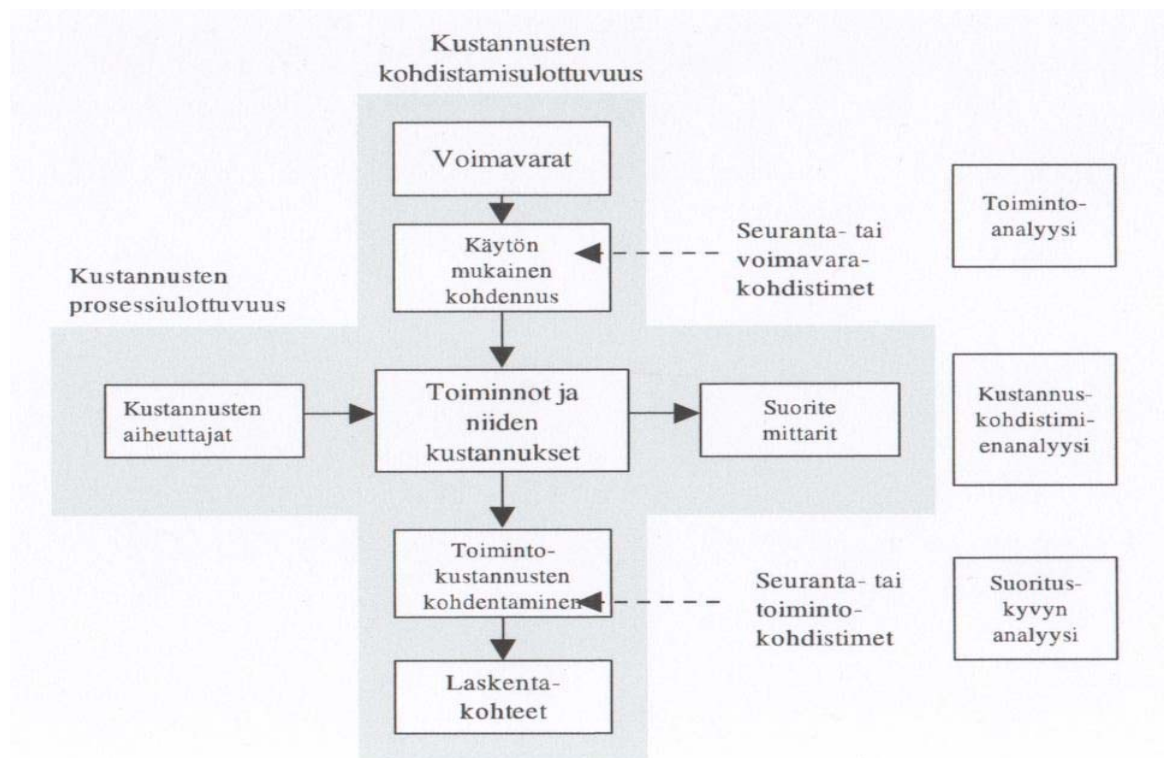 Kustannusten
kohdistamisulottuvuus
Voimavarat
Käytön
mukainen
kohdennus
Seuranta- tai
voimavara-
kohdistimet
Toiminto-
analyysi
Kustannusten
prosessiulottuvuus
Kustannusten
aiheuttajat
Toiminnot ja
niiden
kustannukset
Suorite
mittarit
Kustannus-
kohdistimi-
enanalyysi
Toiminto-
kustannusten
kohdentaminen
Seuranta- tai
toiminto-
kohdistimet
Suoritus-
kyvyn
analyysi
Laskenta-
kohteet